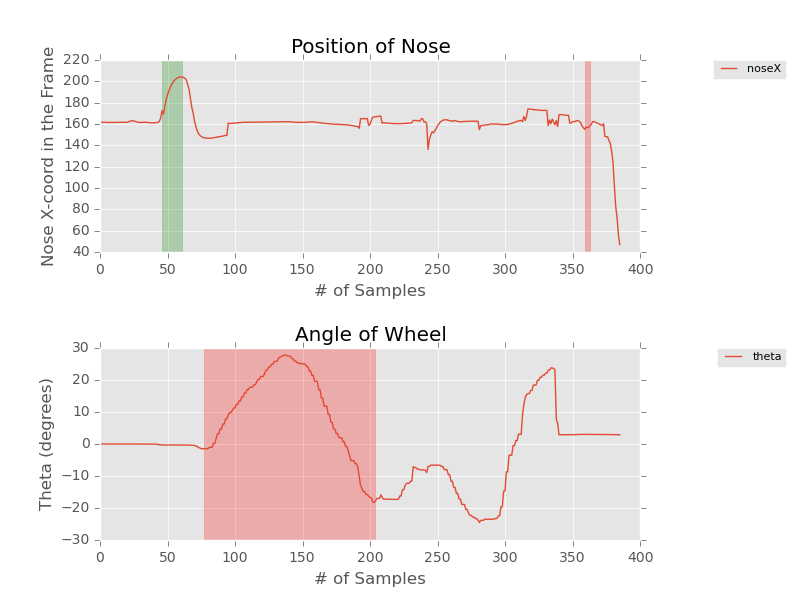 Position of Nose
220
200
180
160
140
120
100
80
60
40
Nose X-coord in the Frame
0 50 100 150 200 250 300 350 400
# of Samples
noseX
Angle of Wheel
30
20
10
0
−10
−20
−30
Theta (degrees)
0 50 100 150 200 250 300 350 400
# of Samples
theta